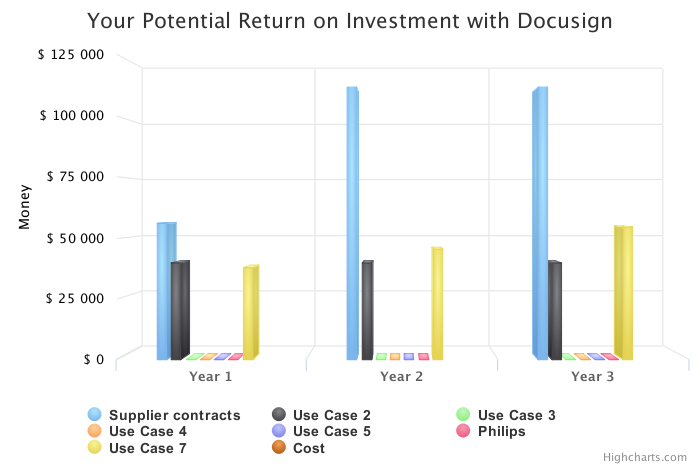 Your Potential Return on Investment with Docusign
$ 125 000
$ 100 000
$ 75 000
$ 50 000
$ 25 000
$ 0
Money
Year 1
Year 2
Year 3
Supplier contracts
Use Case 2
Use Case 3
Use Case 4
Use Case 5
Philips
Use Case 7
Cost
Highcharts.com